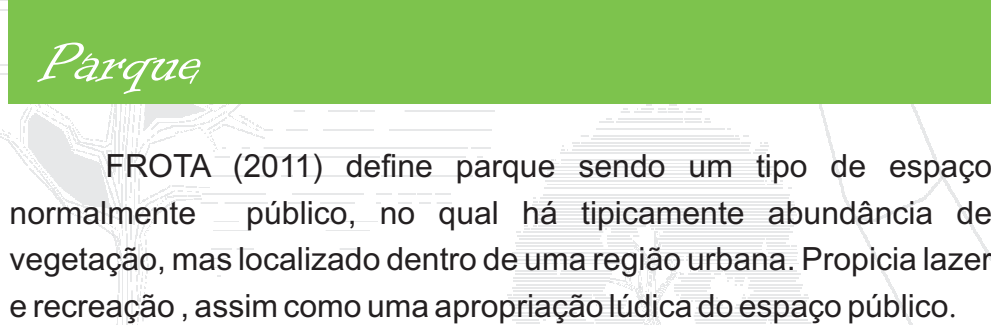 Parque
FROTA (2011) define parque sendo um tipo de espaço
normalmente público, no qual há tipicamente abundância de
vegetação, mas localizado dentro de uma região urbana. Propicia lazer
e recreação , assim como uma apropriação lúdica do espaço público.